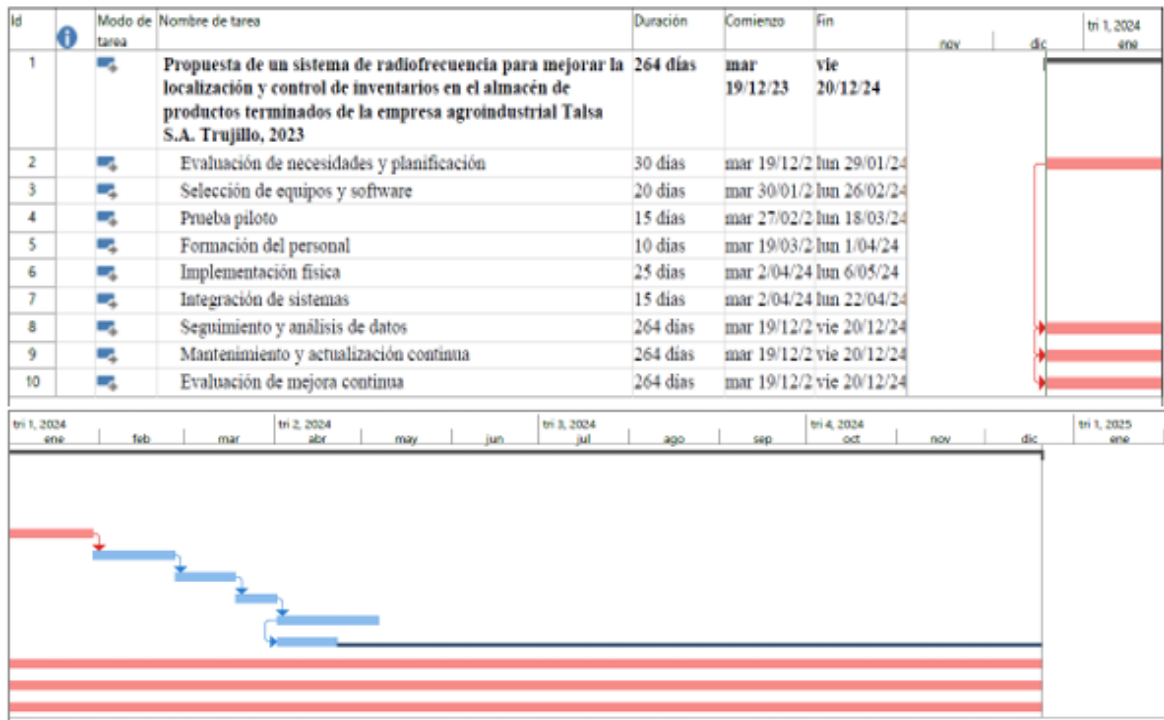 Id Modo de tarea Nombre de tarea Duración Comienzo Fin nov dic tri 1, 2024 ene
1 Propuesta de un sistema de radiofrecuencia para mejorar la 264 días mar vie
localización y control de inventarios en el almacén de 19/12/23 20/12/24
productos terminados de la empresa agroindustrial Talsa
S.A. Trujillo, 2023
2 Evaluación de necesidades y planificación 30 días mar 19/12/2 lun 29/01/24
3 Selección de equipos y software 20 días mar 30/01/2 lun 26/02/24
4 Prueba piloto 15 días mar 27/02/2 lun 18/03/24
5 Formación del personal 10 días mar 19/03/2 lun 1/04/24
6 Implementación física 25 días mar 2/04/24 lun 6/05/24
7 Integración de sistemas 15 días mar 2/04/24 lun 22/04/24
8 Seguimiento y análisis de datos 264 días mar 19/12/2 vie 20/12/24
9 Mantenimiento y actualización continua 264 días mar 19/12/2 vie 20/12/24
10 Evaluación de mejora continua 264 días mar 19/12/2 vie 20/12/24
tri 1, 2024 tri 2, 2024 tri 3, 2024 tri 4, 2024 tri 1, 2025
ene feb mar abr may jun jul ago sep oct nov dic ene